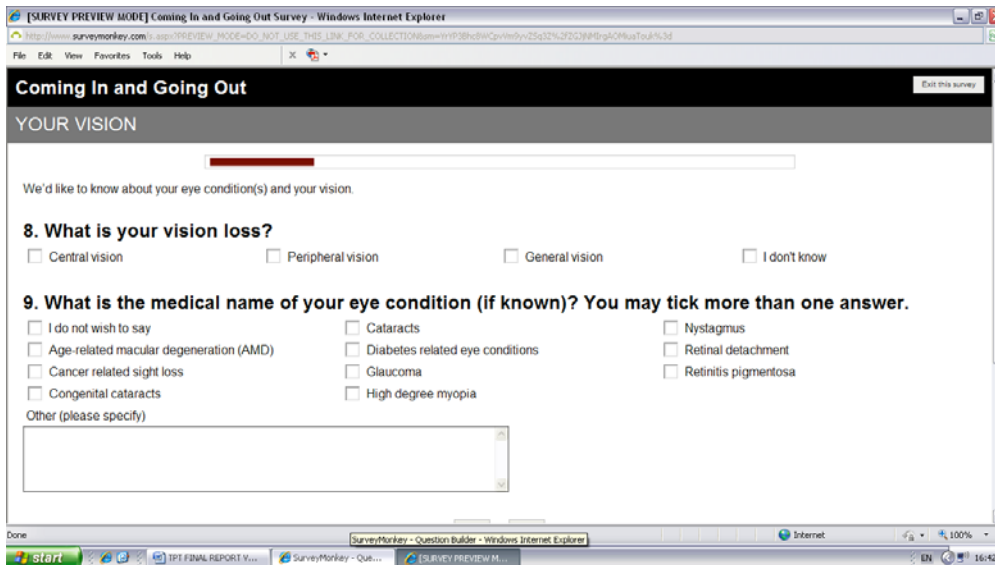 [SURVEY PREVIEW MODE] Coming In and Going Out Survey - Windows Internet Explorer
File Edit View Favorites Tools Help
Coming In and Going Out
Exit this survey
YOUR VISION
We'd like to know about your eye condition(s) and your vision.
8. What is your vision loss?
Central vision Peripheral vision General vision I don't know
9. What is the medical name of your eye condition (if known)? You may tick more than one answer.
I do not wish to say Cataracts Nystagmus
Age-related macular degeneration (AMD) Diabetes related eye conditions Retinal detachment
Cancer related sight loss Glaucoma Retinitis pigmentosa
Congenital cataracts High degree myopia
Other (please specify)
Done
SurveyMonkey - Question Builder - Windows Internet Explorer
Internet 100%
start TPT FINAL REPORT V... SurveyMonkey - Que... [SURVEY PREVIEW M... EN 16:42